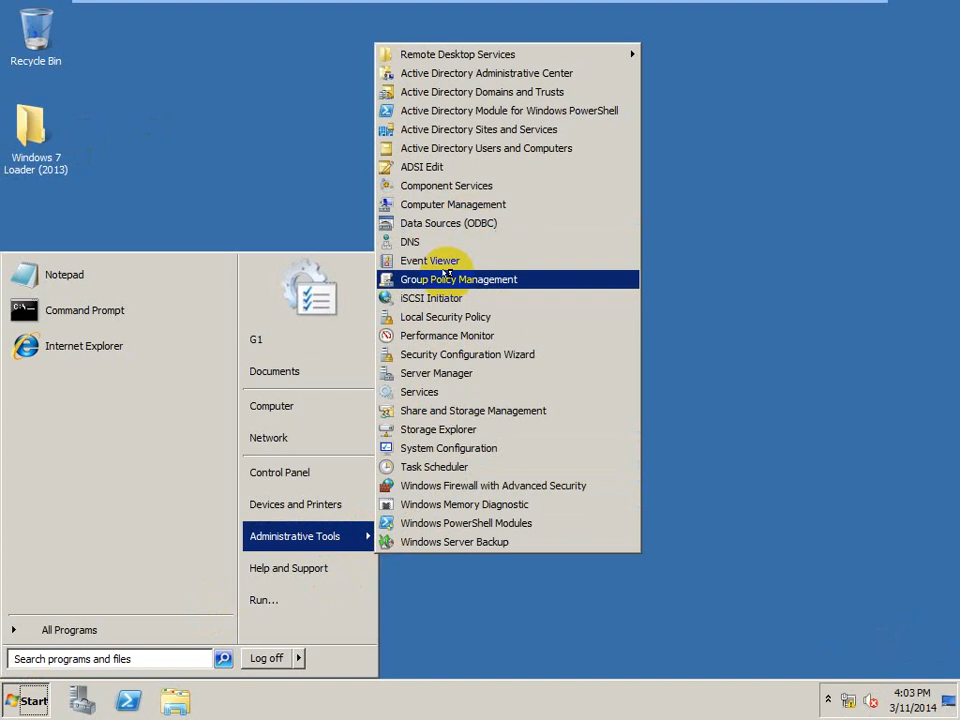 Recycle Bin
Windows 7
Loader (2013)
Remote Desktop Services
Active Directory Administrative Center
Active Directory Domains and Trusts
Active Directory Module for Windows PowerShell
Active Directory Sites and Services
Active Directory Users and Computers
ADSI Edit
Component Services
Computer Management
Data Sources (ODBC)
DNS
Event Viewer
Group Policy Management
iSCSI Initiator
Local Security Policy
Performance Monitor
Security Configuration Wizard
Server Manager
Services
Share and Storage Management
Storage Explorer
System Configuration
Task Scheduler
Windows Firewall with Advanced Security
Windows Memory Diagnostic
Windows PowerShell Modules
Windows Server Backup
Notepad
Command Prompt
Internet Explorer
G1
Documents
Computer
Network
Control Panel
Devices and Printers
Administrative Tools
Help and Support
Run...
All Programs
Search programs and files
Log off
Start
4:03 PM
3/11/2014